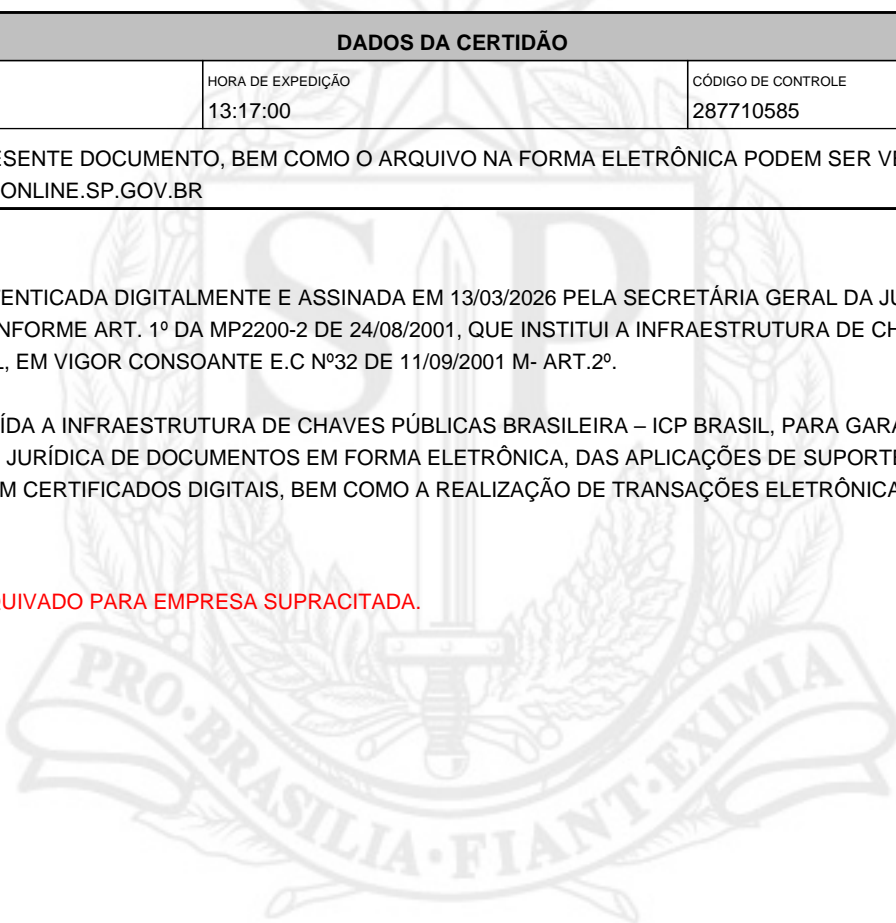 DADOS DA CERTIDÃO
HORA DE EXPEDIÇÃO
CÓDIGO DE CONTROLE
13:17:00
287710585
ESENTE DOCUMENTO, BEM COMO O ARQUIVO NA FORMA ELETRÔNICA PODEM SER VE
ONLINE.SP.GOV.BR
ENTICADA DIGITALMENTE E ASSINADA EM 13/03/2026 PELA SECRETÁRIA GERAL DA JU
NFORME ART. 1º DA MP2200-2 DE 24/08/2001, QUE INSTITUI A INFRAESTRUTURA DE CH
L, EM VIGOR CONSOANTE E.C Nº32 DE 11/09/2001 M- ART.2º.
ÍDA A INFRAESTRUTURA DE CHAVES PÚBLICAS BRASILEIRA – ICP BRASIL, PARA GARA
JURÍDICA DE DOCUMENTOS EM FORMA ELETRÔNICA, DAS APLICAÇÕES DE SUPORTE
M CERTIFICADOS DIGITAIS, BEM COMO A REALIZAÇÃO DE TRANSAÇÕES ELETRÔNICA
QUIVADO PARA EMPRESA SUPRACITADA.
SP
PRO·BRASILIA·FIANT·EXIMIA